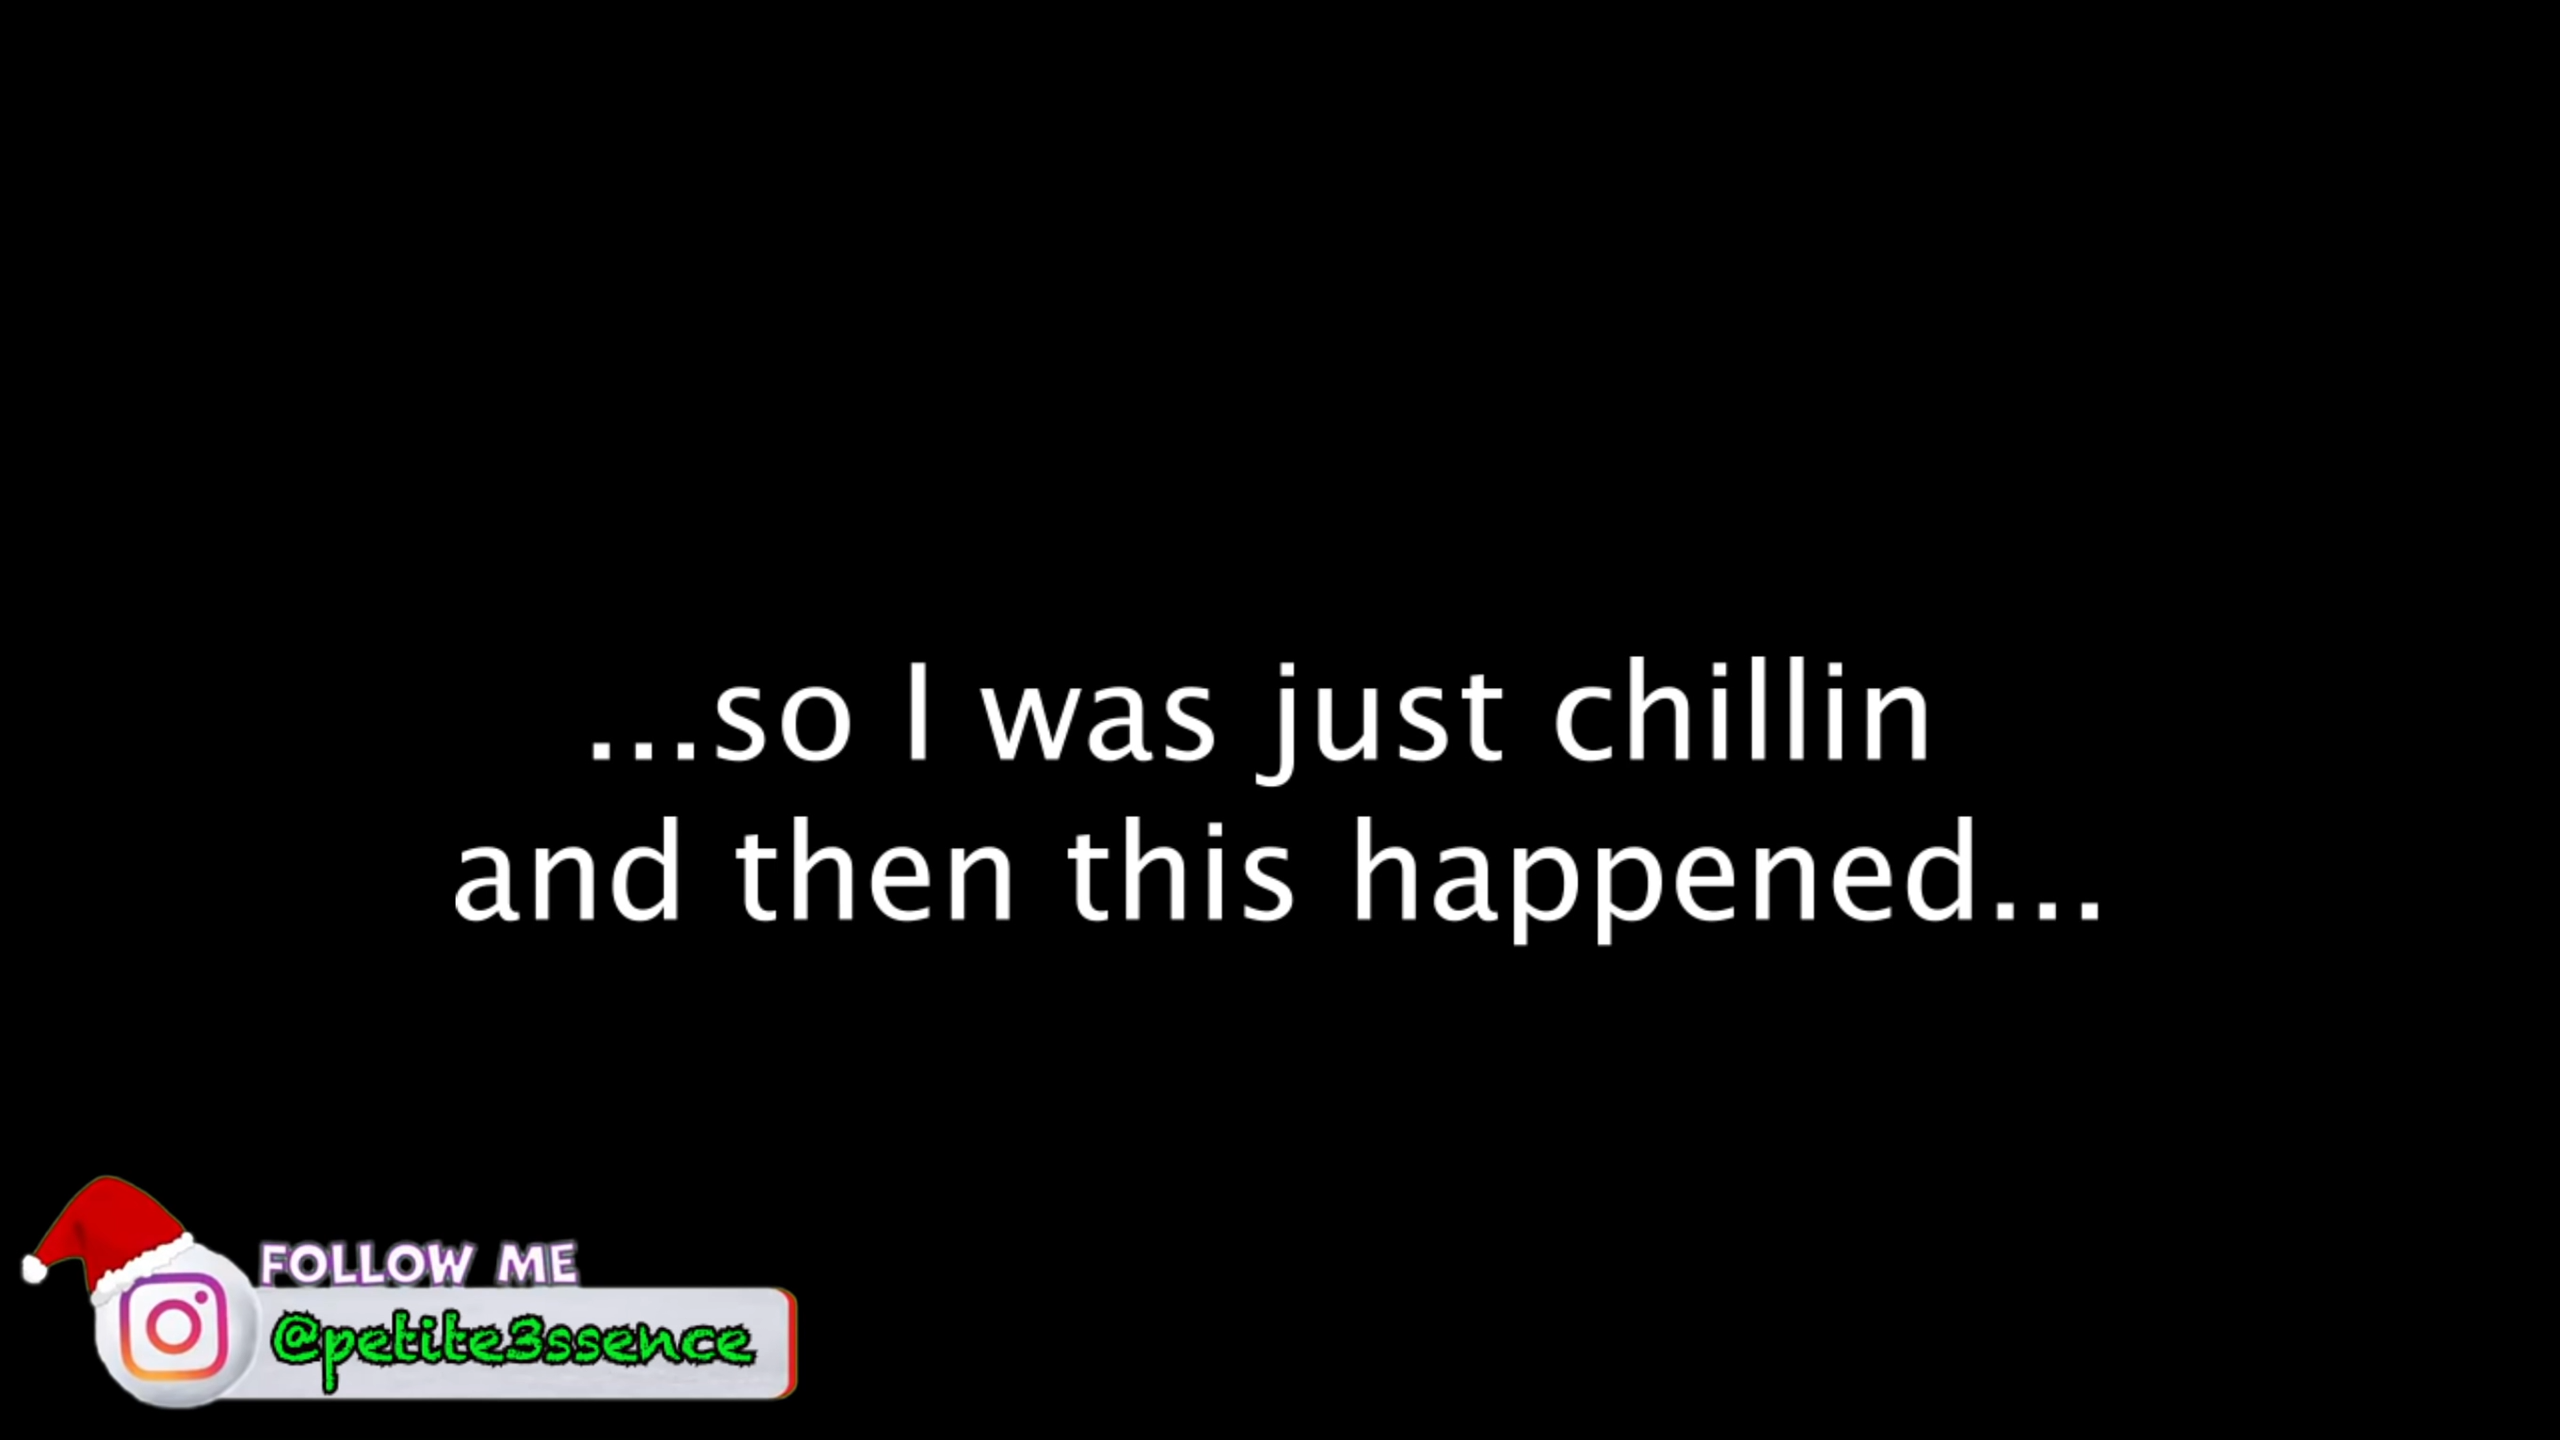 ...so I was just chillin
and then this happened...
FOLLOW ME
@petite3ssence